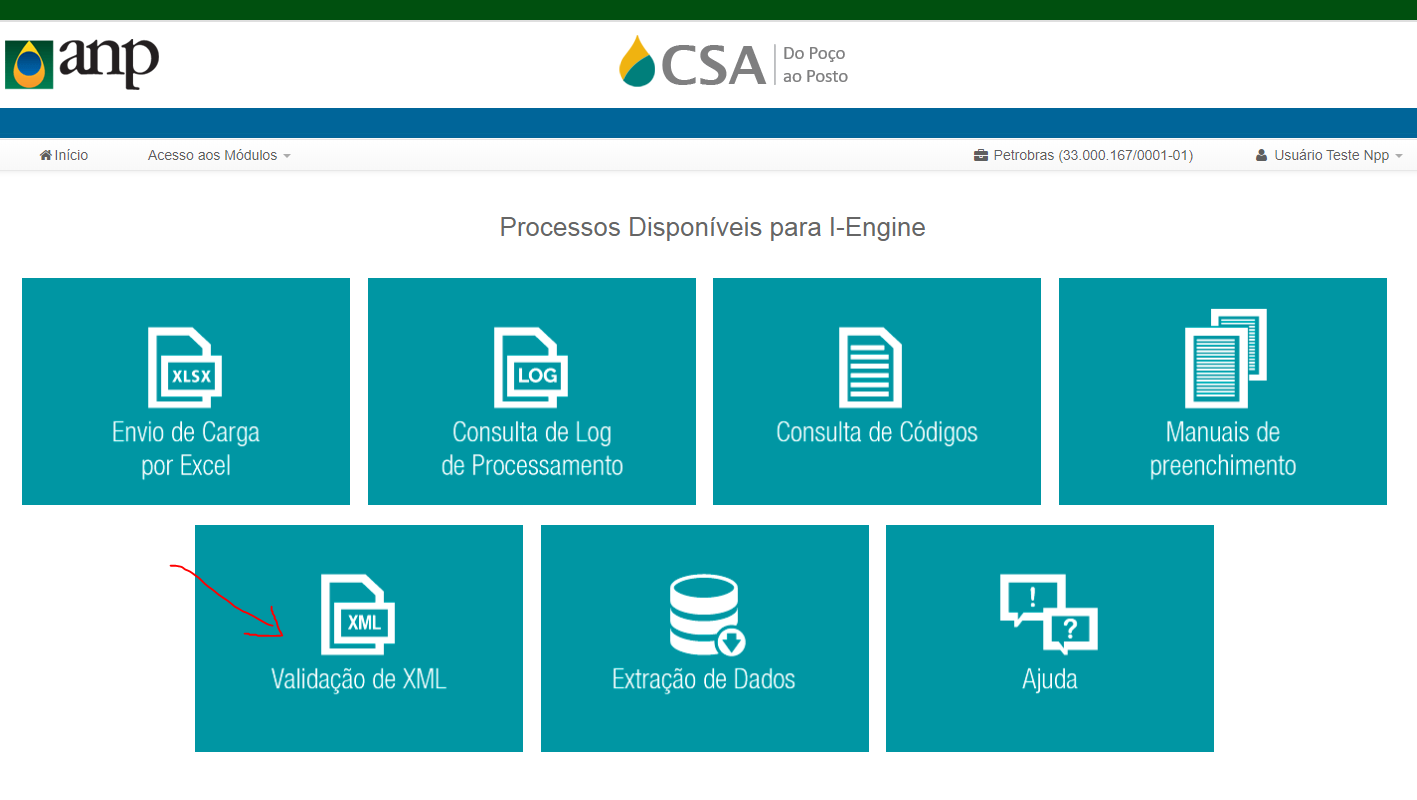 anp
CSA
Do Poço
ao Posto
Início
Acesso aos Módulos
Petrobras (33.000.167/0001-01)
Usuário Teste Npp
Processos Disponíveis para I-Engine
XLSX
Envio de Carga
por Excel
LOG
Consulta de Log
de Processamento
Consulta de Códigos
Manuais de
preenchimento
XML
Validação de XML
Extração de Dados
!
?
Ajuda